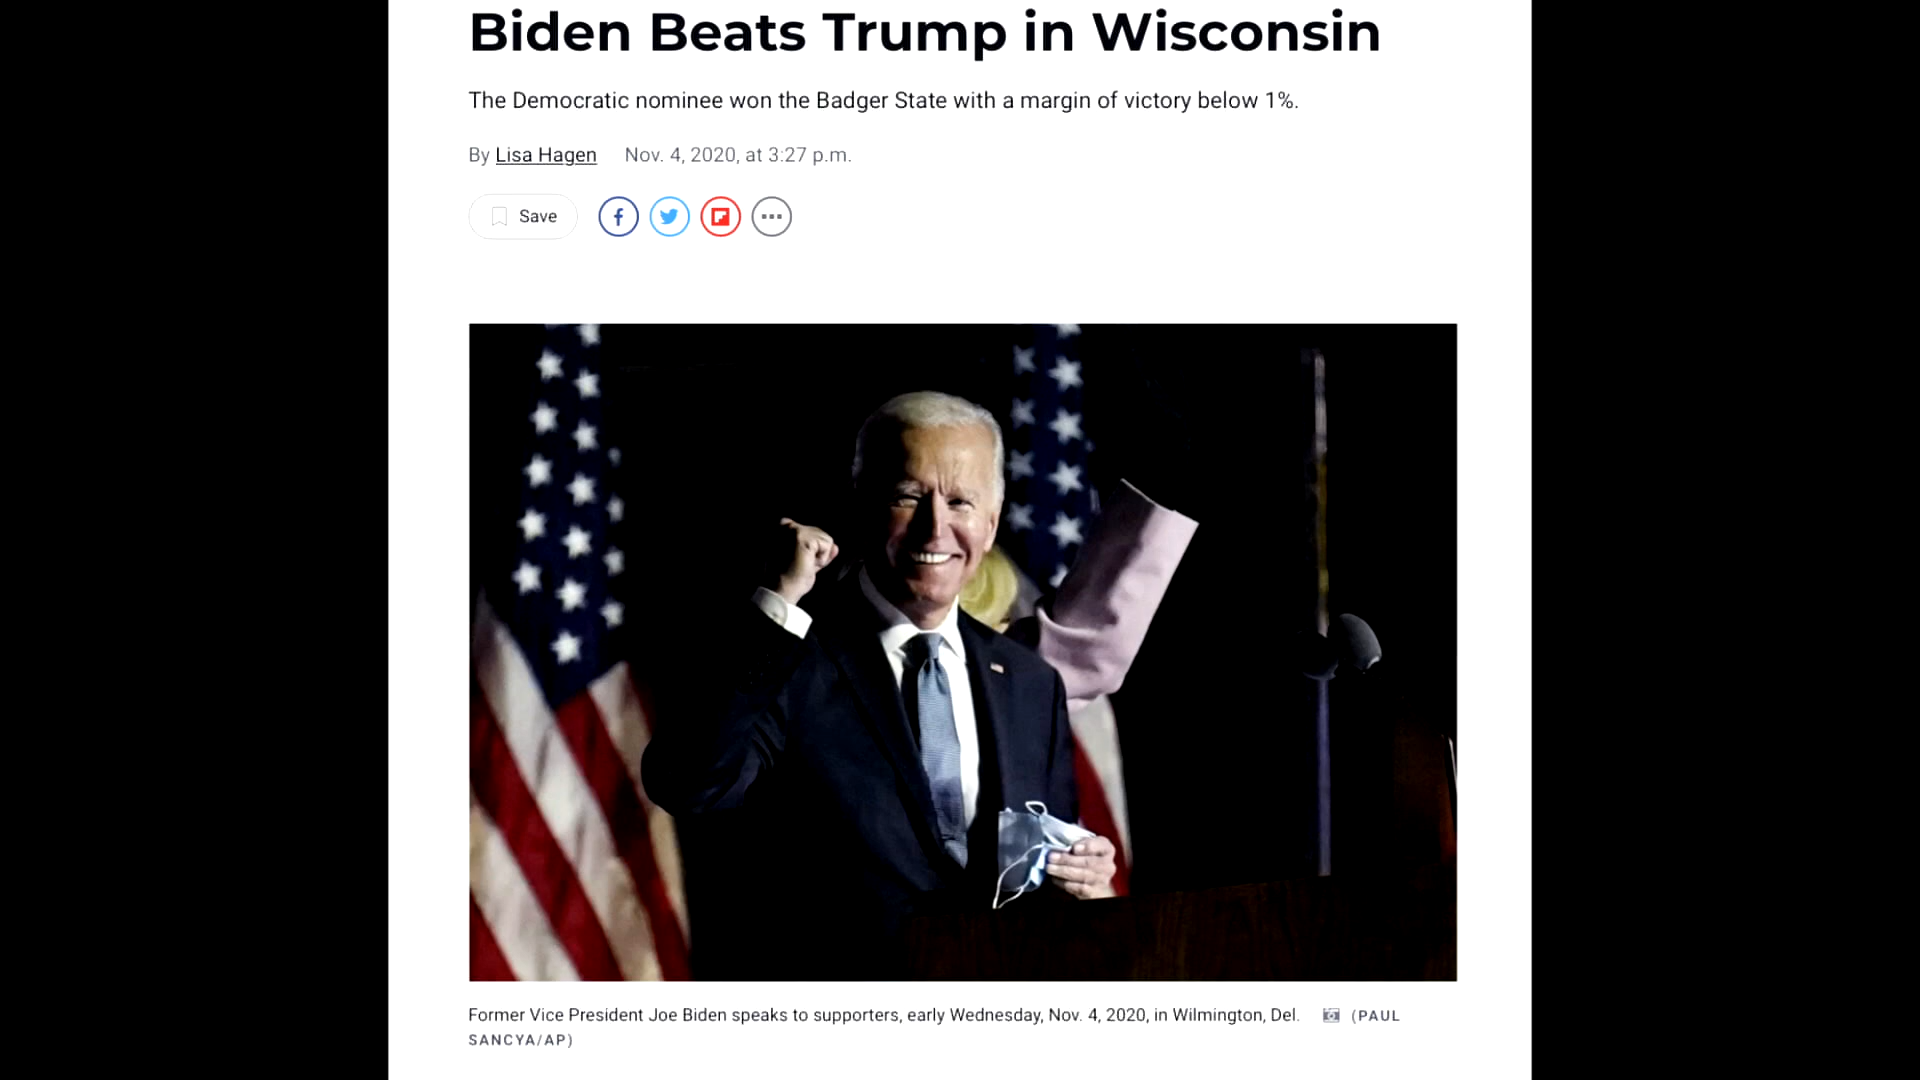 Biden Beats Trump in Wisconsin
The Democratic nominee won the Badger State with a margin of victory below 1%.
By Lisa Hagen Nov. 4, 2020, at 3:27 p.m.
Save
Former Vice President Joe Biden speaks to supporters, early Wednesday, Nov. 4, 2020, in Wilmington, Del. (PAUL
SANCYA/AP)